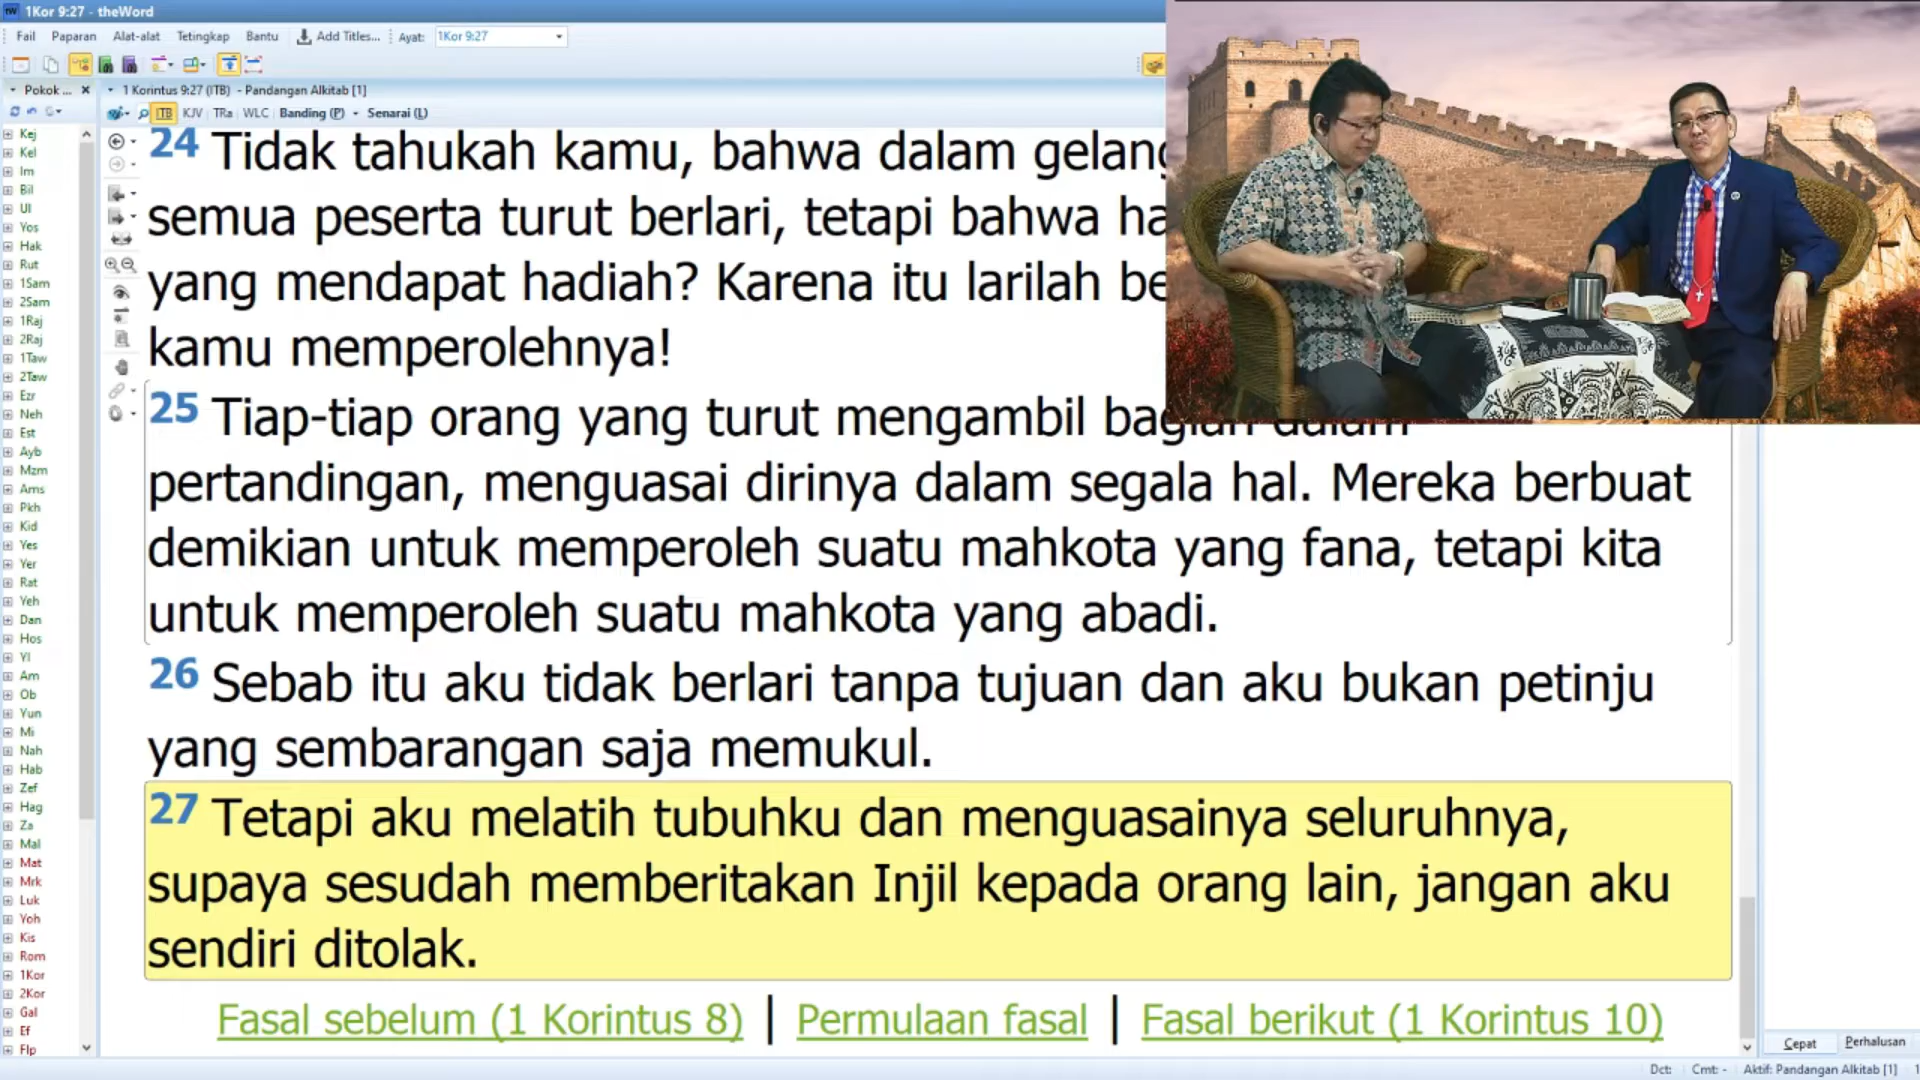 1Kor 9:27 - theWord
Fail Paparan Alat-alat Tetingkap Bantu Add Titles... Ayat: 1Kor 9:27
Pokok ... 1 Korintus 9:27 (ITB) - Pandangan Alkitab [1]
ITB KJV TRa WLC Banding (P) Senarai (L)
24 Tidak tahukah kamu, bahwa dalam
semua peserta turut berlari, tetapi bahwa
yang mendapat hadiah? Karena itu larilah
kamu memperolehnya!
25 Tiap-tiap orang yang turut mengambil bagian dalam
pertandingan, menguasai dirinya dalam segala hal. Mereka berbuat
demikian untuk memperoleh suatu mahkota yang fana, tetapi kita
untuk memperoleh suatu mahkota yang abadi.
26 Sebab itu aku tidak berlari tanpa tujuan dan aku bukan petinju
yang sembarangan saja memukul.
27 Tetapi aku melatih tubuhku dan menguasainya seluruhnya,
supaya sesudah memberitakan Injil kepada orang lain, jangan aku
sendiri ditolak.
Fasal sebelum (1 Korintus 8) | Permulaan fasal | Fasal berikut (1 Korintus 10)
Kej
Kel
Im
Bil
Ul
Yos
Hak
Rut
1Sam
2Sam
1Raj
2Raj
1Taw
2Taw
Ezr
Neh
Est
Ayb
Mzm
Ams
Pkh
Kid
Yes
Yer
Rat
Yeh
Dan
Hos
Yl
Am
Ob
Yun
Mi
Nah
Hab
Zef
Hag
Za
Mal
Mat
Mrk
Luk
Yoh
Kis
Rom
1Kor
2Kor
Gal
Ef
Flp
Cepat Perhalusan
Dct: Cmt: - Aktif: Pandangan Alkitab [1]